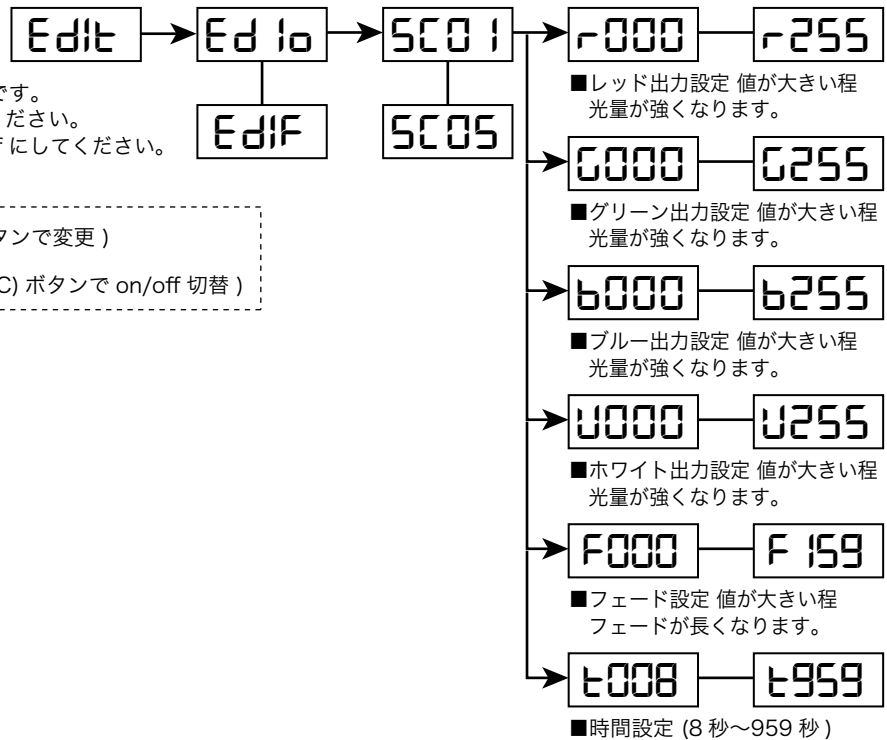 Edit
Ed1o
SC01
r000
r255
■レッド出力設定 値が大きい程
光量が強くなります。
です。
ください。
にしてください。
Ed1F
SC05
G000
G255
■グリーン出力設定 値が大きい程
光量が強くなります。
タンで変更 )
C) ボタンで on/off 切替 )
b000
b255
■ブルー出力設定 値が大きい程
光量が強くなります。
U000
U255
■ホワイト出力設定 値が大きい程
光量が強くなります。
F000
F159
■フェード設定 値が大きい程
フェードが長くなります。
t008
t959
■時間設定 (8 秒〜959 秒 )